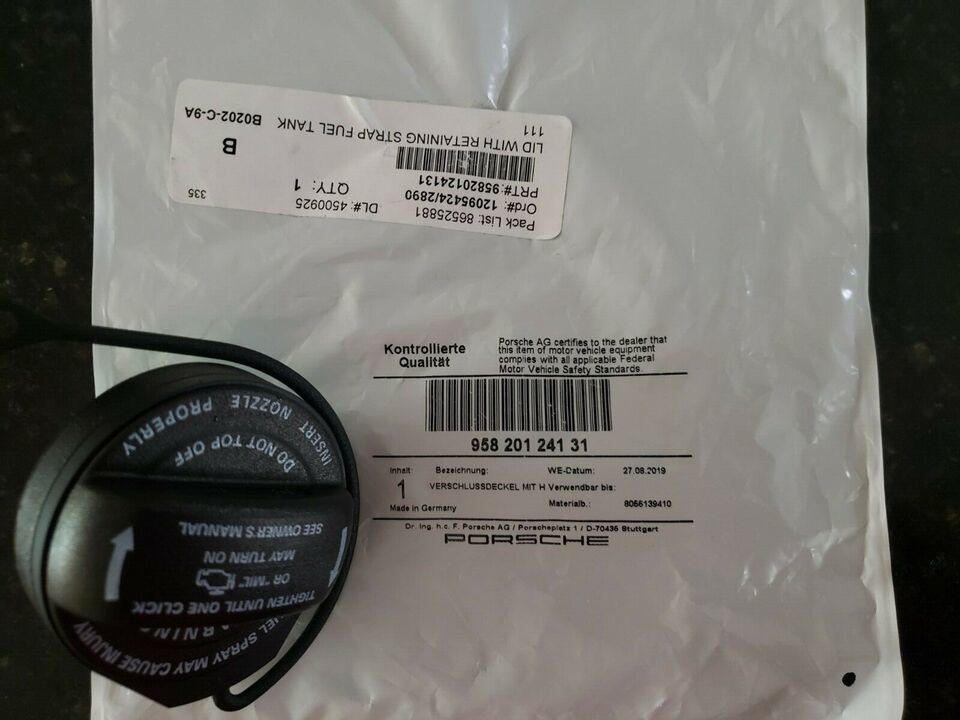 Pack List: 86525881
Ord#: 12095424/2890 DL#: 4500925 335
PRT#:95820124131 QTY: 1
B
LID WITH RETAINING STRAP FUEL TANK B0202-C-9A
111
Kontrollierte
Qualität
Porsche AG certifies to the dealer that
this item of motor vehicle equipment
complies with all applicable Federal
Motor Vehicle Safety Standards.
958 201 241 31
Inhalt: Bezeichnung: WE-Datum: 27.08.2019
1 VERSCHLUSSDECKEL MIT H Verwendbar bis:
Made in Germany Materialb.: 8066139410
Dr. Ing. h.c. F. Porsche AG / Porscheplatz 1 / D-70435 Stuttgart
PORSCHE
SPRAY MAY CAUSE INJURY
TIGHTEN UNTIL ONE CLICK
OR "MIL"
MAY TURN ON
SEE OWNER'S MANUAL
DO NOT TOP OFF
INSERT NOZZLE PROPERLY